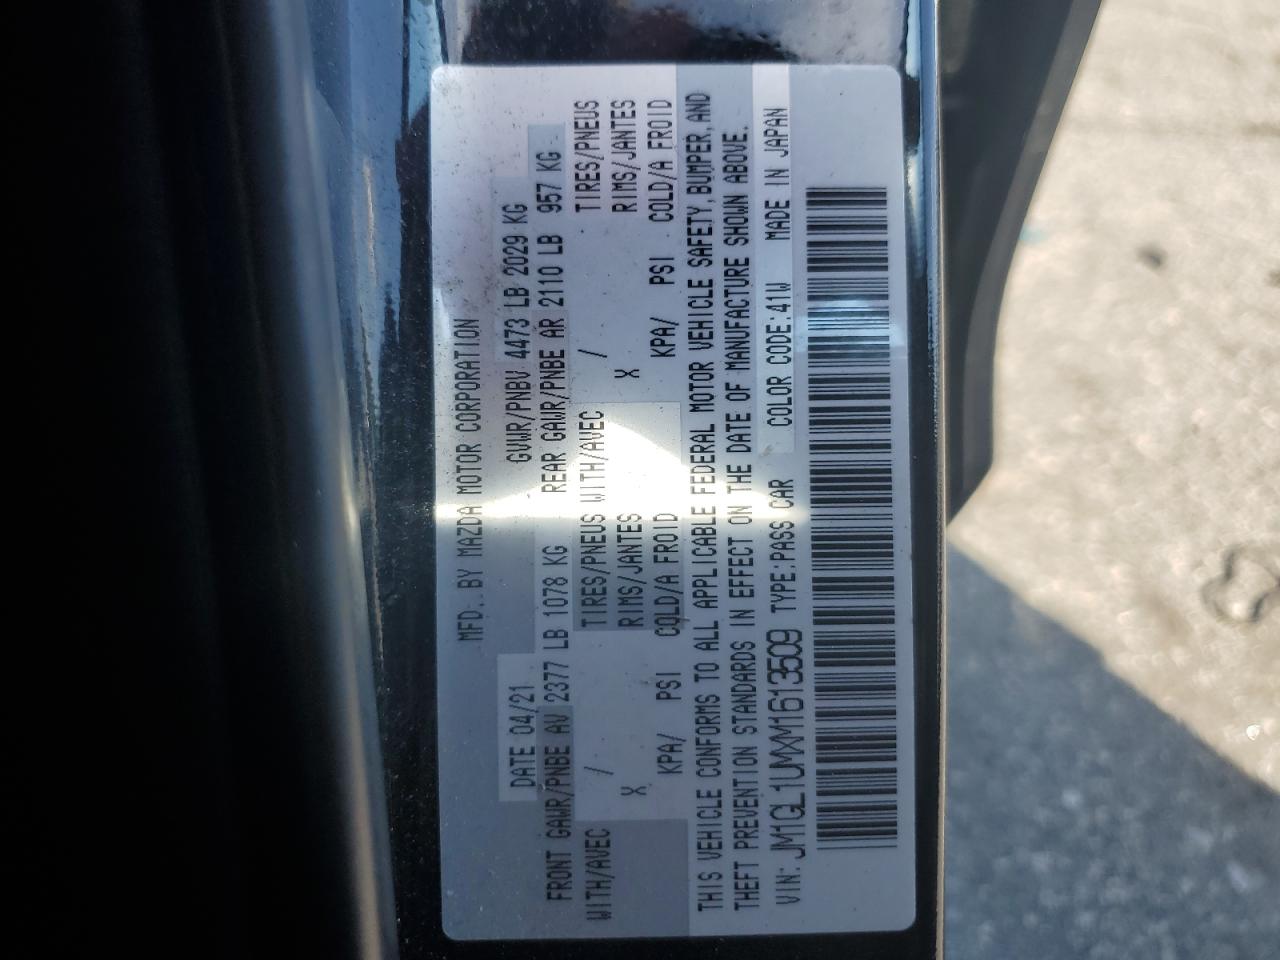 MFD. BY MAZDA MOTOR CORPORATION
DATE 04/21 GVWR/PNBV 4473 LB 2029 KG
FRONT GAWR/PNBE AV 2377 LB 1078 KG REAR GAWR/PNBE AR 2110 LB 957 KG
WITH/AVEC / TIRES/PNEUS WITH/AVEC / TIRES/PNEUS
X RIMS/JANTES X RIMS/JANTES
KPA/ PSI COLD/A FROID KPA/ PSI COLD/A FROID
THIS VEHICLE CONFORMS TO ALL APPLICABLE FEDERAL MOTOR VEHICLE SAFETY, BUMPER, AND
THEFT PREVENTION STANDARDS IN EFFECT ON THE DATE OF MANUFACTURE SHOWN ABOVE.
VIN: JM1GL1UMXM1613509 TYPE:PASS CAR COLOR CODE:41W MADE IN JAPAN